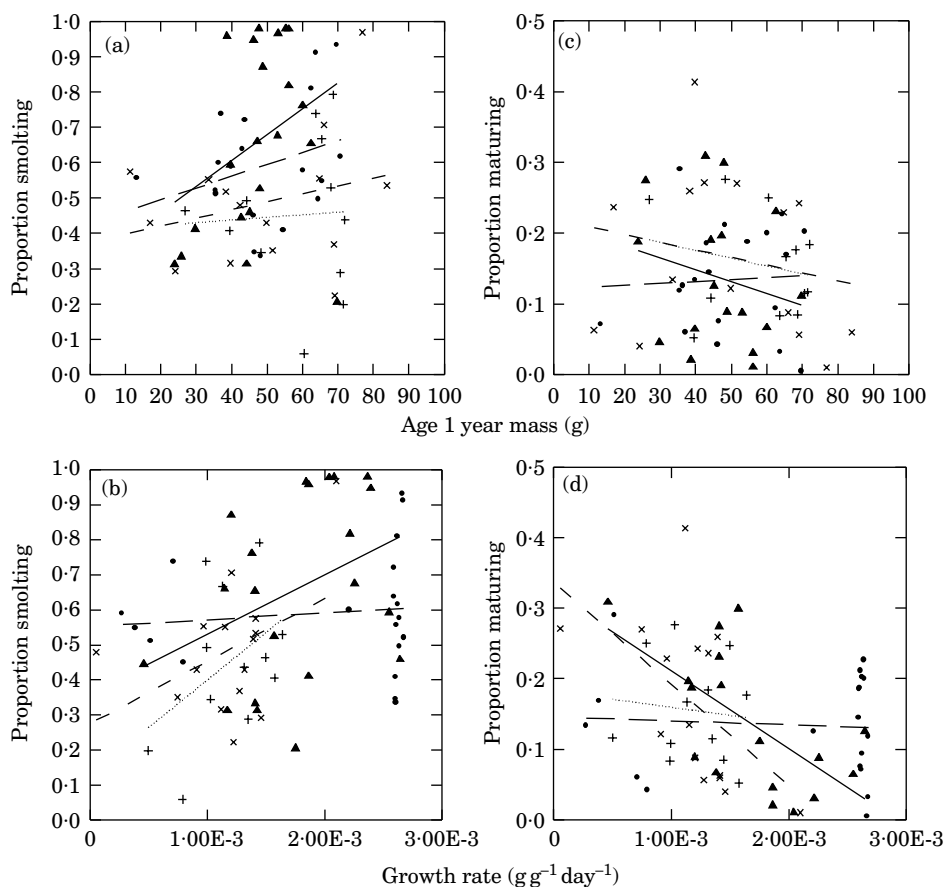 (a)
Proportion smolting
1·0
0·9
0·8
0·7
0·6
0·5
0·4
0·3
0·2
0·1
0·0
0 10 20 30 40 50 60 70 80 90 100
(c)
Proportion maturing
0·5
0·4
0·3
0·2
0·1
0·0
0 10 20 30 40 50 60 70 80 90 100
Age 1 year mass (g)
(b)
Proportion smolting
1·0
0·9
0·8
0·7
0·6
0·5
0·4
0·3
0·2
0·1
0·0
0 1·00E-3 2·00E-3 3·00E-3
(d)
Proportion maturing
0·5
0·4
0·3
0·2
0·1
0·0
0 1·00E-3 2·00E-3 3·00E-3
Growth rate (g g⁻¹ day⁻¹)